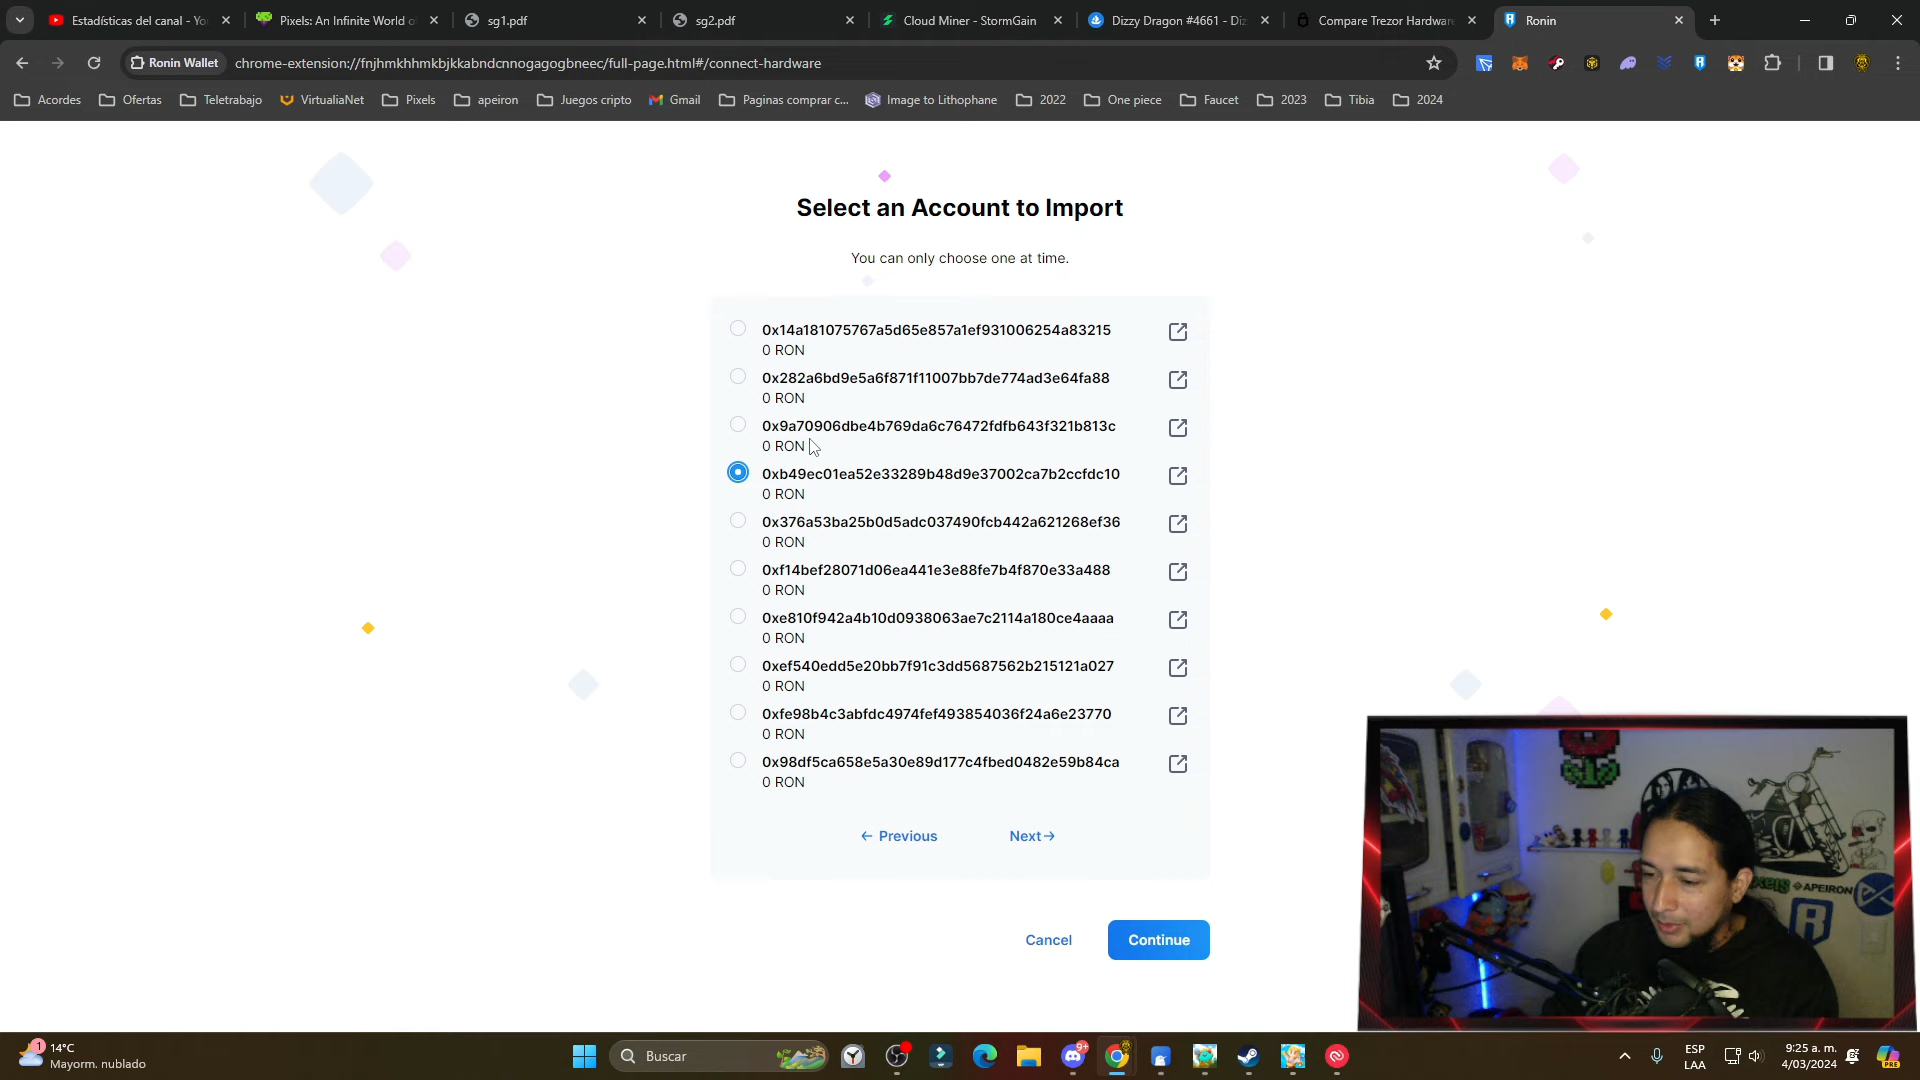 Estadísticas del canal - Yo
Pixels: An Infinite World o
sg1.pdf
sg2.pdf
Cloud Miner - StormGain
Dizzy Dragon #4661 - Di
Compare Trezor Hardware
Ronin
Ronin Wallet
chrome-extension://fnjhmkhhmkbjkkabndcnnogagogbneec/full-page.html#/connect-hardware
Acordes
Ofertas
Teletrabajo
VirtualiaNet
Pixels
apeiron
Juegos cripto
Gmail
Paginas comprar c...
Image to Lithophane
2022
One piece
Faucet
2023
Tibia
2024
Select an Account to Import
You can only choose one at time.
0x14a181075767a5d65e857a1ef931006254a83215
0 RON
0x282a6bd9e5a6f871f11007bb7de774ad3e64fa88
0 RON
0x9a70906dbe4b769da6c76472fdfb643f321b813c
0 RON
0xb49ec01ea52e33289b48d9e37002ca7b2ccfdc10
0 RON
0x376a53ba25b0d5adc037490fcb442a621268ef36
0 RON
0xf14bef28071d06ea441e3e88fe7b4f870e33a488
0 RON
0xe810f942a4b10d0938063ae7c2114a180ce4aaaa
0 RON
0xef540edd5e20bb7f91c3dd5687562b215121a027
0 RON
0xfe98b4c3abfdc4974fef493854036f24a6e23770
0 RON
0x98df5ca658e5a30e89d177c4fbed0482e59b84ca
0 RON
← Previous
Next→
Cancel
Continue
APEIRON
1
14°C
Mayorm. nublado
Buscar
9+
ESP
LAA
9:25 a. m.
4/03/2024
PRE